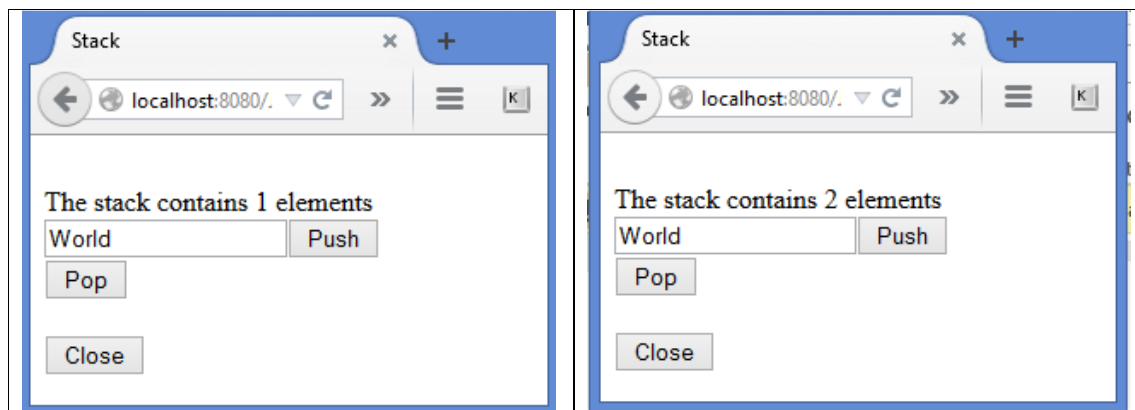 Stack
localhost:8080/.
K
The stack contains 1 elements
World Push
Pop
Close
Stack
localhost:8080/.
K
The stack contains 2 elements
World Push
Pop
Close